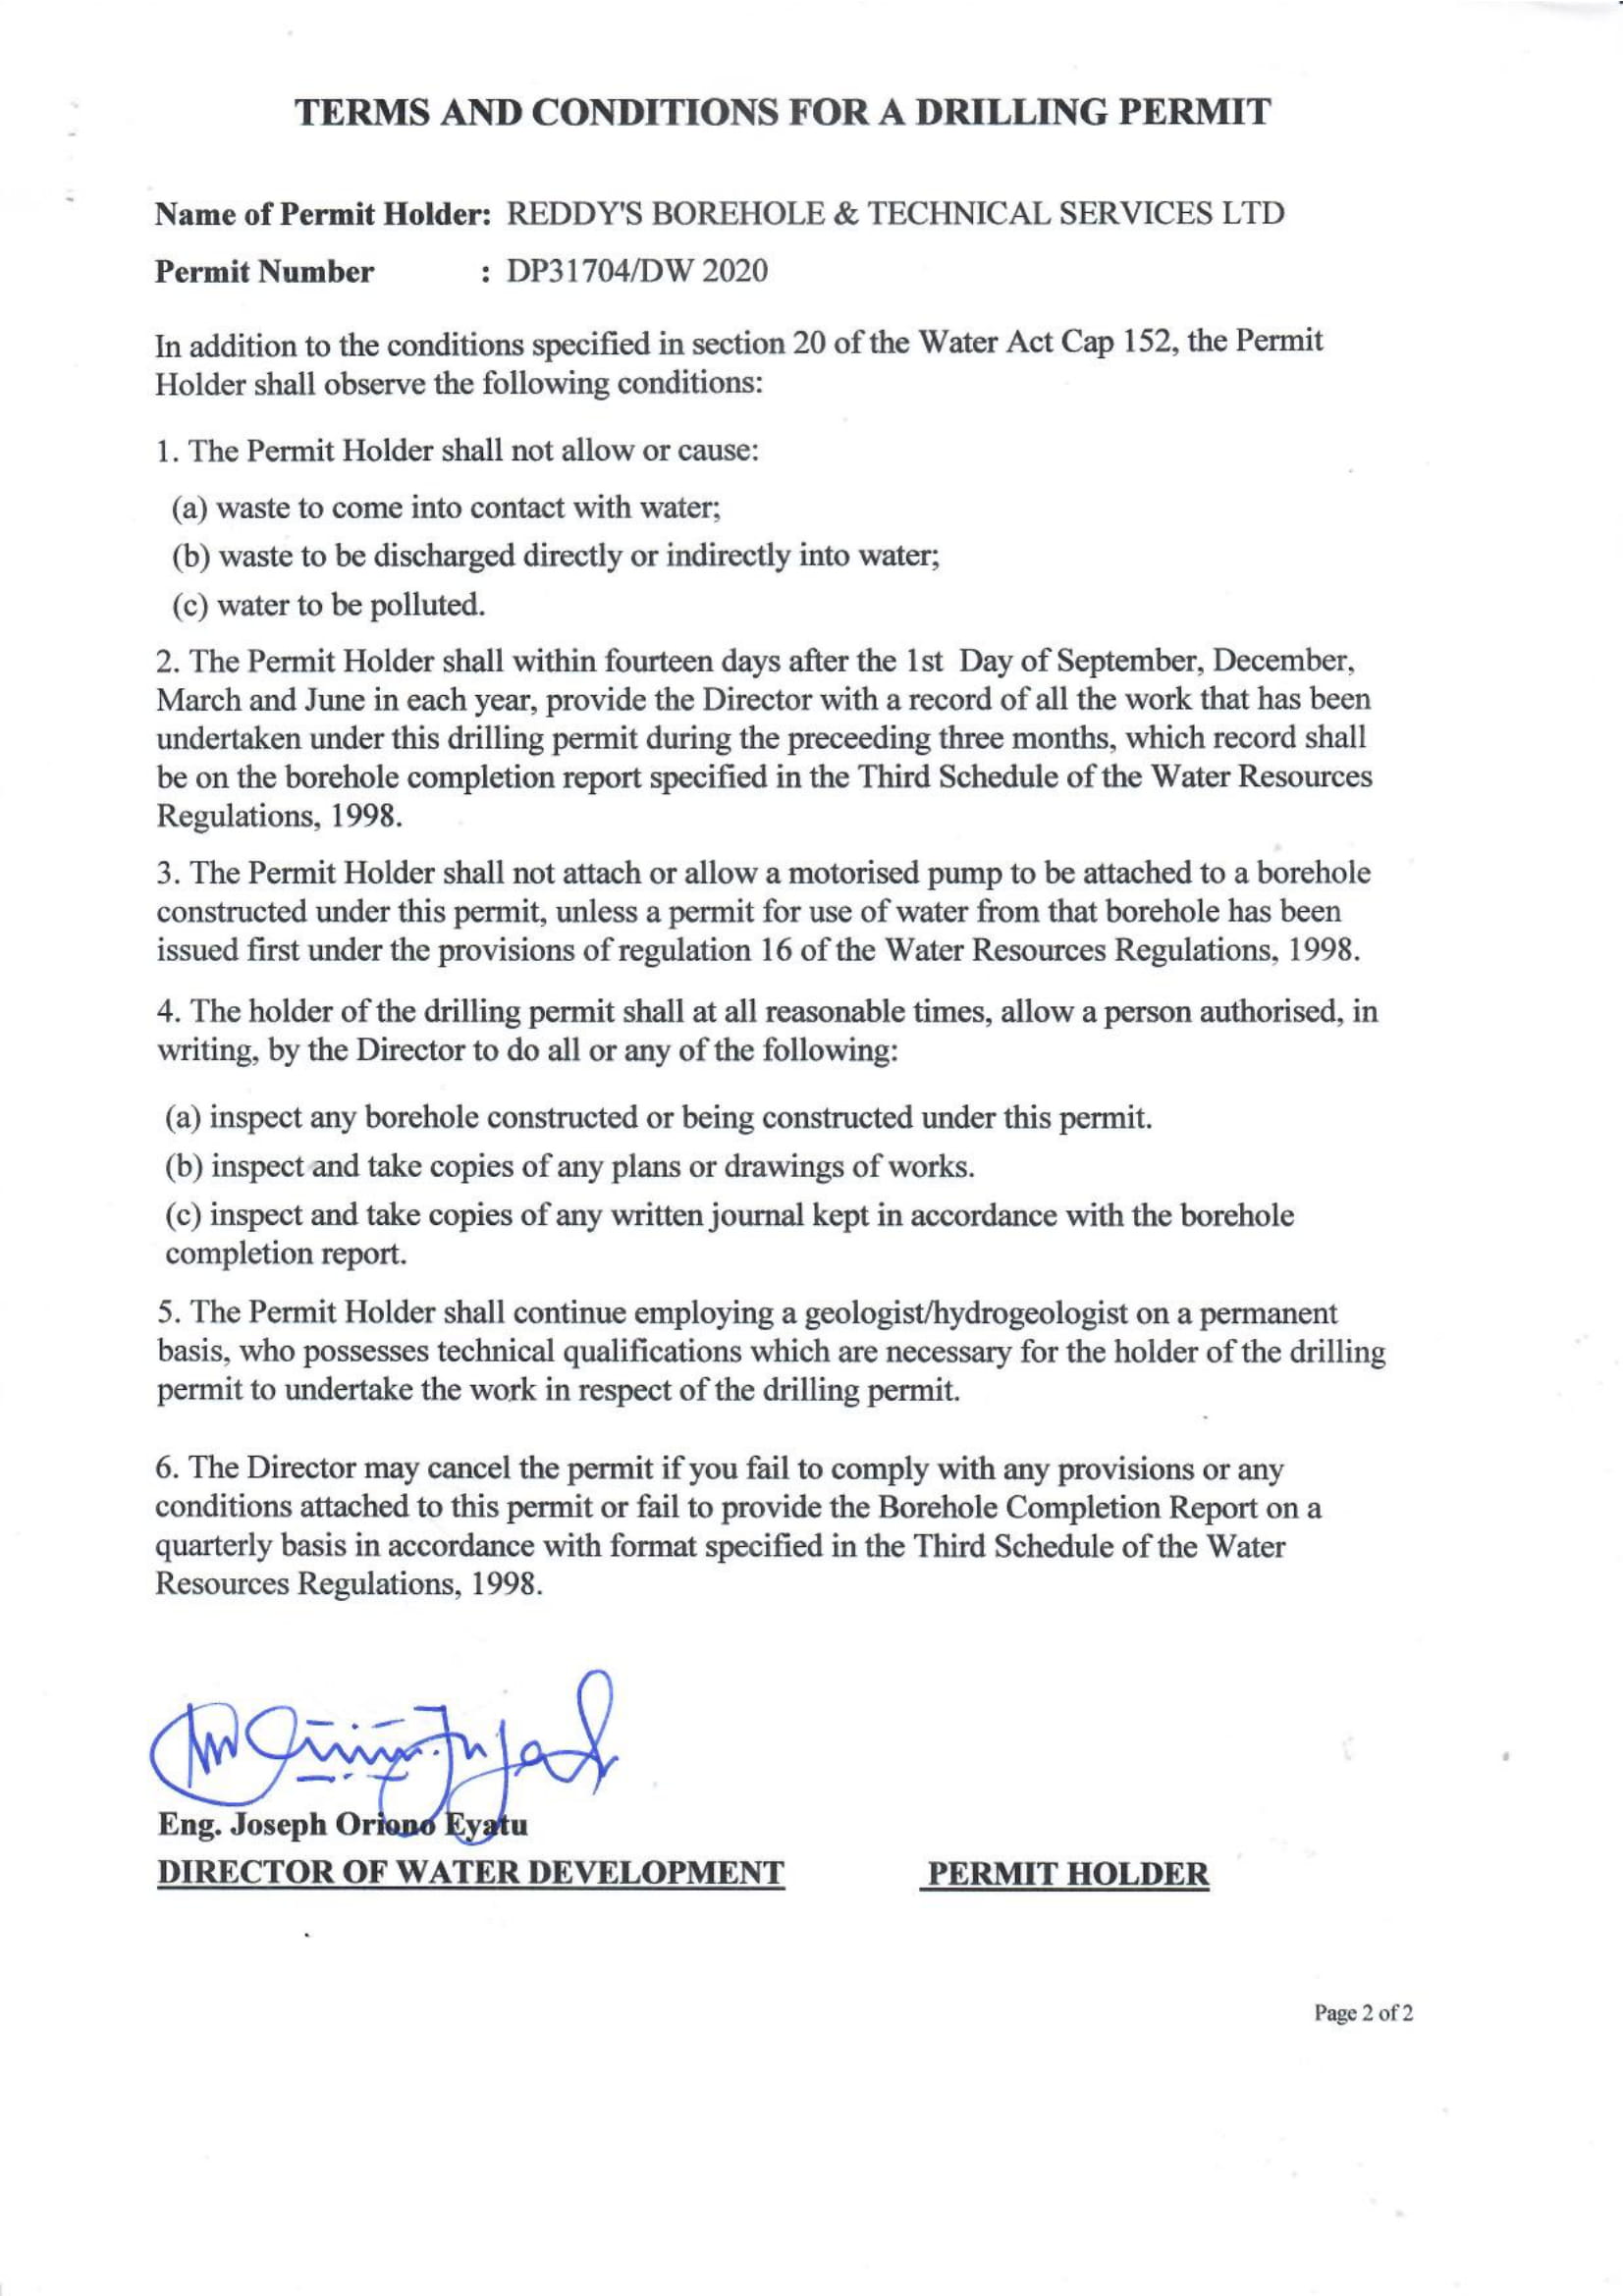 TERMS AND CONDITIONS FOR A DRILLING PERMIT
Name of Permit Holder: REDDY'S BOREHOLE & TECHNICAL SERVICES LTD
Permit Number : DP31704/DW 2020
In addition to the conditions specified in section 20 of the Water Act Cap 152, the Permit
Holder shall observe the following conditions:
1. The Permit Holder shall not allow or cause:
(a) waste to come into contact with water;
(b) waste to be discharged directly or indirectly into water;
(c) water to be polluted.
2. The Permit Holder shall within fourteen days after the 1st Day of September, December,
March and June in each year, provide the Director with a record of all the work that has been
undertaken under this drilling permit during the preceeding three months, which record shall
be on the borehole completion report specified in the Third Schedule of the Water Resources
Regulations, 1998.
3. The Permit Holder shall not attach or allow a motorised pump to be attached to a borehole
constructed under this permit, unless a permit for use of water from that borehole has been
issued first under the provisions of regulation 16 of the Water Resources Regulations, 1998.
4. The holder of the drilling permit shall at all reasonable times, allow a person authorised, in
writing, by the Director to do all or any of the following:
(a) inspect any borehole constructed or being constructed under this permit.
(b) inspect and take copies of any plans or drawings of works.
(c) inspect and take copies of any written journal kept in accordance with the borehole
completion report.
5. The Permit Holder shall continue employing a geologist/hydrogeologist on a permanent
basis, who possesses technical qualifications which are necessary for the holder of the drilling
permit to undertake the work in respect of the drilling permit.
6. The Director may cancel the permit if you fail to comply with any provisions or any
conditions attached to this permit or fail to provide the Borehole Completion Report on a
quarterly basis in accordance with format specified in the Third Schedule of the Water
Resources Regulations, 1998.
Eng. Joseph Oriono Eyatu
DIRECTOR OF WATER DEVELOPMENT PERMIT HOLDER
Page 2 of 2